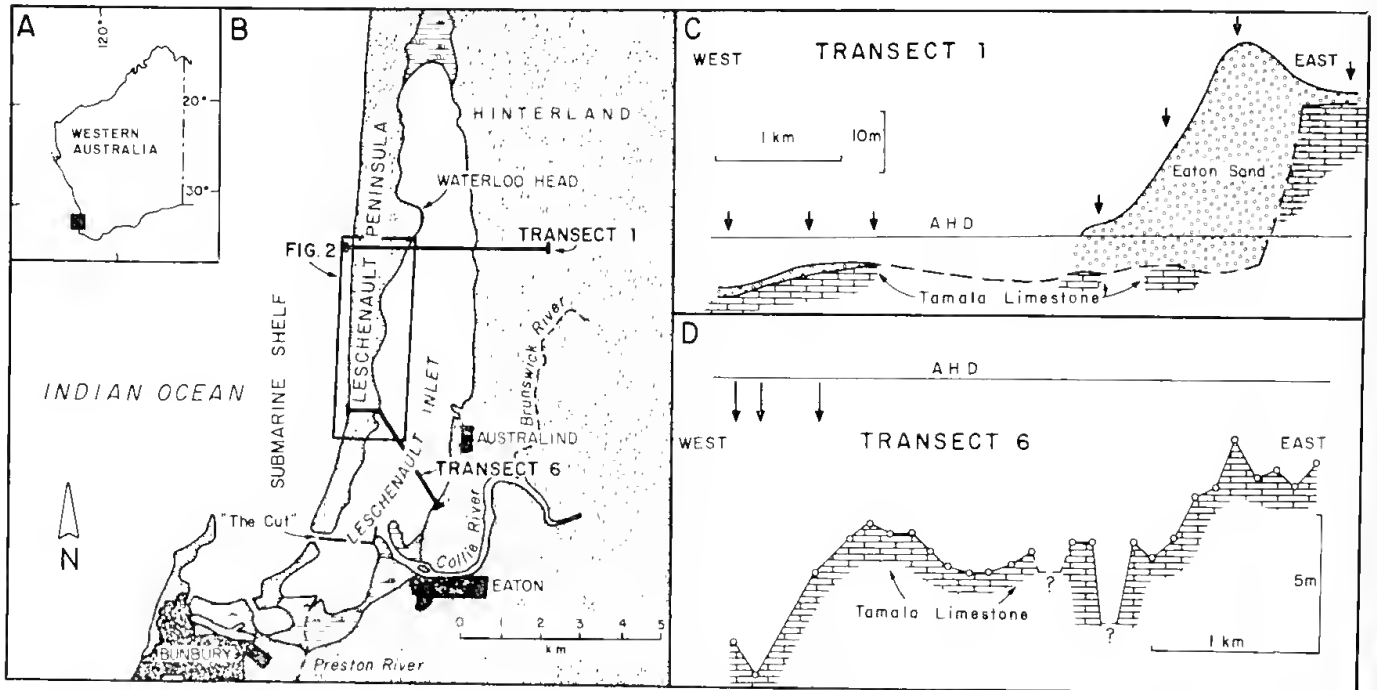 A
120°
20°
WESTERN
AUSTRALIA
30°
B
HINTERLAND
LESCHENAULT PENINSULA
WATERLOO HEAD
TRANSECT 1
FIG. 2
SUBMARINE SHELF
INDIAN OCEAN
LESCHENAULT INLET
Brunswick River
AUSTRALIND
TRANSECT 6
N
"The Cut"
Collie River
EATON
BUNBURY
Preston River
0 1 2 3 4 5
km
C
TRANSECT 1
WEST
EAST
1 km
10m
Eaton Sand
AHD
Tamala Limestone
D
AHD
WEST
TRANSECT 6
EAST
Tamala Limestone
?
?
5m
1 km